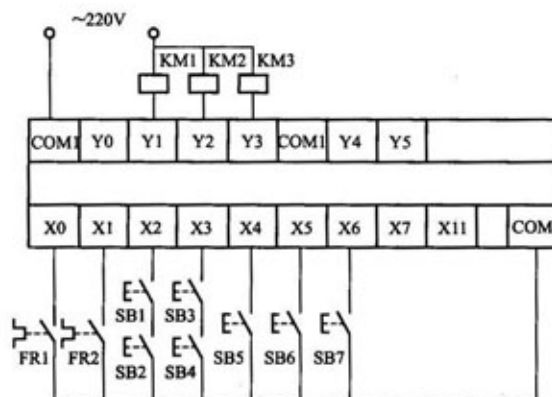 ~220V
KM1 KM2 KM3
COM1 Y0 Y1 Y2 Y3 COM1 Y4 Y5
X0 X1 X2 X3 X4 X5 X6 X7 X11 COM
SB1 SB3
FR1 FR2 SB2 SB4 SB5 SB6 SB7